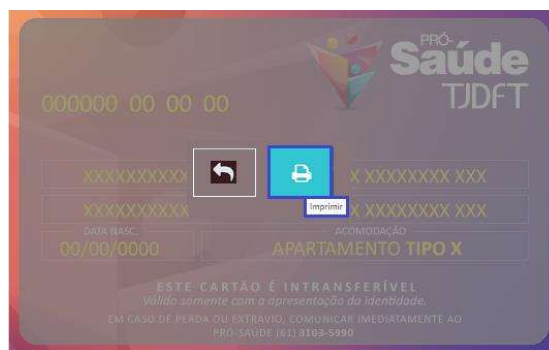 PRÓ-
Saúde
TJDFT
000000 00 00 00
XXXXXXXXXX X XXXXXXXX XXX
XXXXXXXXXX X XXXXXXXX XXX
Imprimir
DATA NASC. ACOMODAÇÃO
00/00/0000 APARTAMENTO TIPO X
ESTE CARTÃO É INTRANSFERÍVEL
Válido somente com a apresentação da identidade.
EM CASO DE PERDA OU EXTRAVIO, COMUNICAR IMEDIATAMENTE AO
PRÓ-SAÚDE (61) 8103-5990